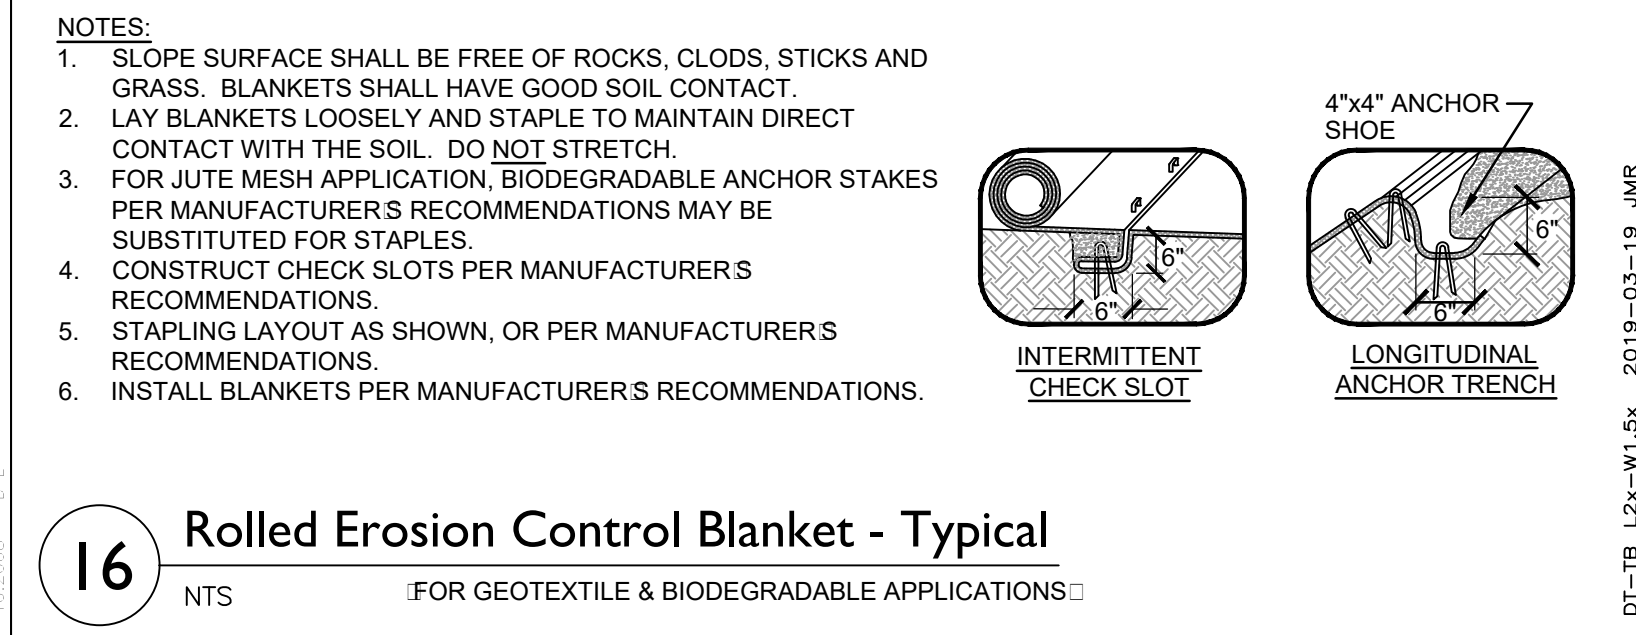 NOTES:
1. SLOPE SURFACE SHALL BE FREE OF ROCKS, CLODS, STICKS AND
GRASS. BLANKETS SHALL HAVE GOOD SOIL CONTACT.
2. LAY BLANKETS LOOSELY AND STAPLE TO MAINTAIN DIRECT
CONTACT WITH THE SOIL. DO NOT STRETCH.
3. FOR JUTE MESH APPLICATION, BIODEGRADABLE ANCHOR STAKES
PER MANUFACTURER□S RECOMMENDATIONS MAY BE
SUBSTITUTED FOR STAPLES.
4. CONSTRUCT CHECK SLOTS PER MANUFACTURER□S
RECOMMENDATIONS.
5. STAPLING LAYOUT AS SHOWN, OR PER MANUFACTURER□S
RECOMMENDATIONS.
6. INSTALL BLANKETS PER MANUFACTURER□S RECOMMENDATIONS.
6"
6"
INTERMITTENT
CHECK SLOT
4"x4" ANCHOR
SHOE
6"
6"
LONGITUDINAL
ANCHOR TRENCH
16
Rolled Erosion Control Blanket - Typical
NTS
□FOR GEOTEXTILE & BIODEGRADABLE APPLICATIONS□
DT-TB L2x-W1.5x 2019-03-19 JMR